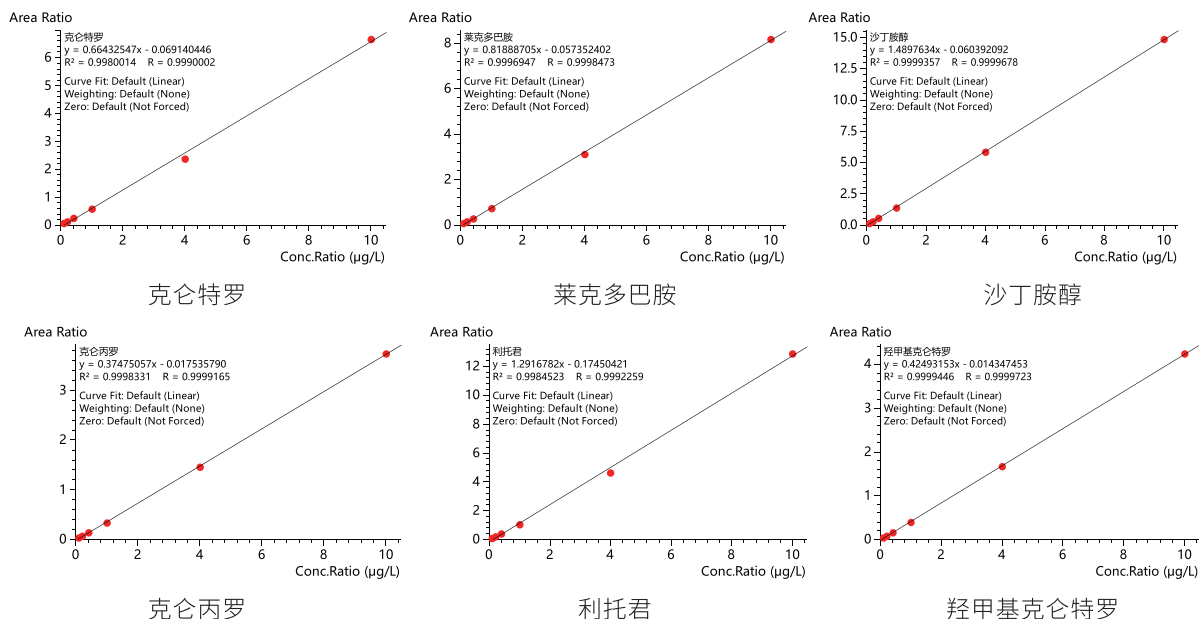 Area Ratio
克仑特罗
y = 0.66432547x - 0.069140446
R² = 0.9980014 R = 0.9990002
Curve Fit: Default (Linear)
Weighting: Default (None)
Zero: Default (Not Forced)
6
5
4
3
2
1
0
0 2 4 6 8 10
Conc.Ratio (µg/L)
克仑特罗
Area Ratio
莱克多巴胺
y = 0.81888705x - 0.057352402
R² = 0.9996947 R = 0.9998473
Curve Fit: Default (Linear)
Weighting: Default (None)
Zero: Default (Not Forced)
8
6
4
2
0
0 2 4 6 8 10
Conc.Ratio (µg/L)
莱克多巴胺
Area Ratio
沙丁胺醇
y = 1.4897634x - 0.060392092
R² = 0.9999357 R = 0.9999678
Curve Fit: Default (Linear)
Weighting: Default (None)
Zero: Default (Not Forced)
15.0
12.5
10.0
7.5
5.0
2.5
0.0
0 2 4 6 8 10
Conc.Ratio (µg/L)
沙丁胺醇
Area Ratio
克仑丙罗
y = 0.37475057x - 0.017535790
R² = 0.9998331 R = 0.9999165
Curve Fit: Default (Linear)
Weighting: Default (None)
Zero: Default (Not Forced)
3
2
1
0
0 2 4 6 8 10
Conc.Ratio (µg/L)
克仑丙罗
Area Ratio
利托君
y = 1.2916782x - 0.17450421
R² = 0.9984523 R = 0.9992259
Curve Fit: Default (Linear)
Weighting: Default (None)
Zero: Default (Not Forced)
12
10
8
6
4
2
0
0 2 4 6 8 10
Conc.Ratio (µg/L)
利托君
Area Ratio
羟甲基克仑特罗
y = 0.42493153x - 0.014347453
R² = 0.9999446 R = 0.9999723
Curve Fit: Default (Linear)
Weighting: Default (None)
Zero: Default (Not Forced)
4
3
2
1
0
0 2 4 6 8 10
Conc.Ratio (µg/L)
羟甲基克仑特罗